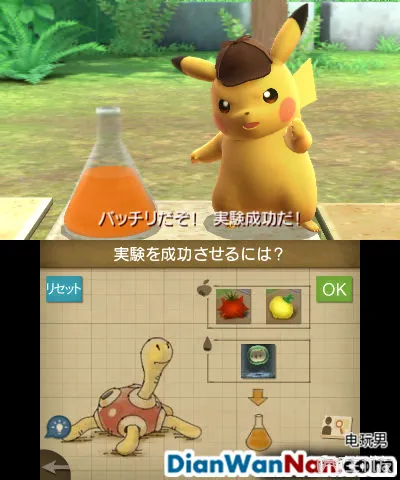 バッチリだぞ！ 実験成功だ！
実験を成功させるには？
リセット
OK
电玩男
DianWanNan.com